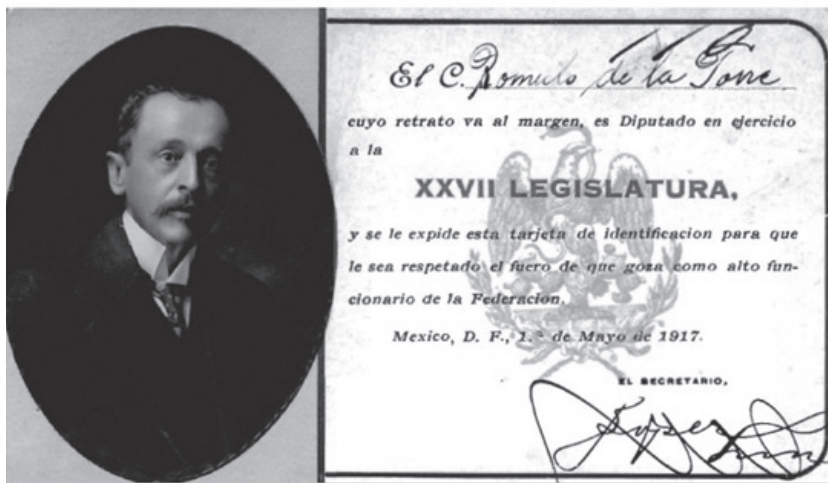 El C. Romulo de la Torre.
cuyo retrato va al margen, es Diputado en ejercicio
a la
XXVII LEGISLATURA,
y se le expide esta tarjeta de identificacion para que
le sea respetado el fuero de que goza como alto fun-
cionario de la Federacion.
Mexico, D. F., 1.º de Mayo de 1917.
EL SECRETARIO,